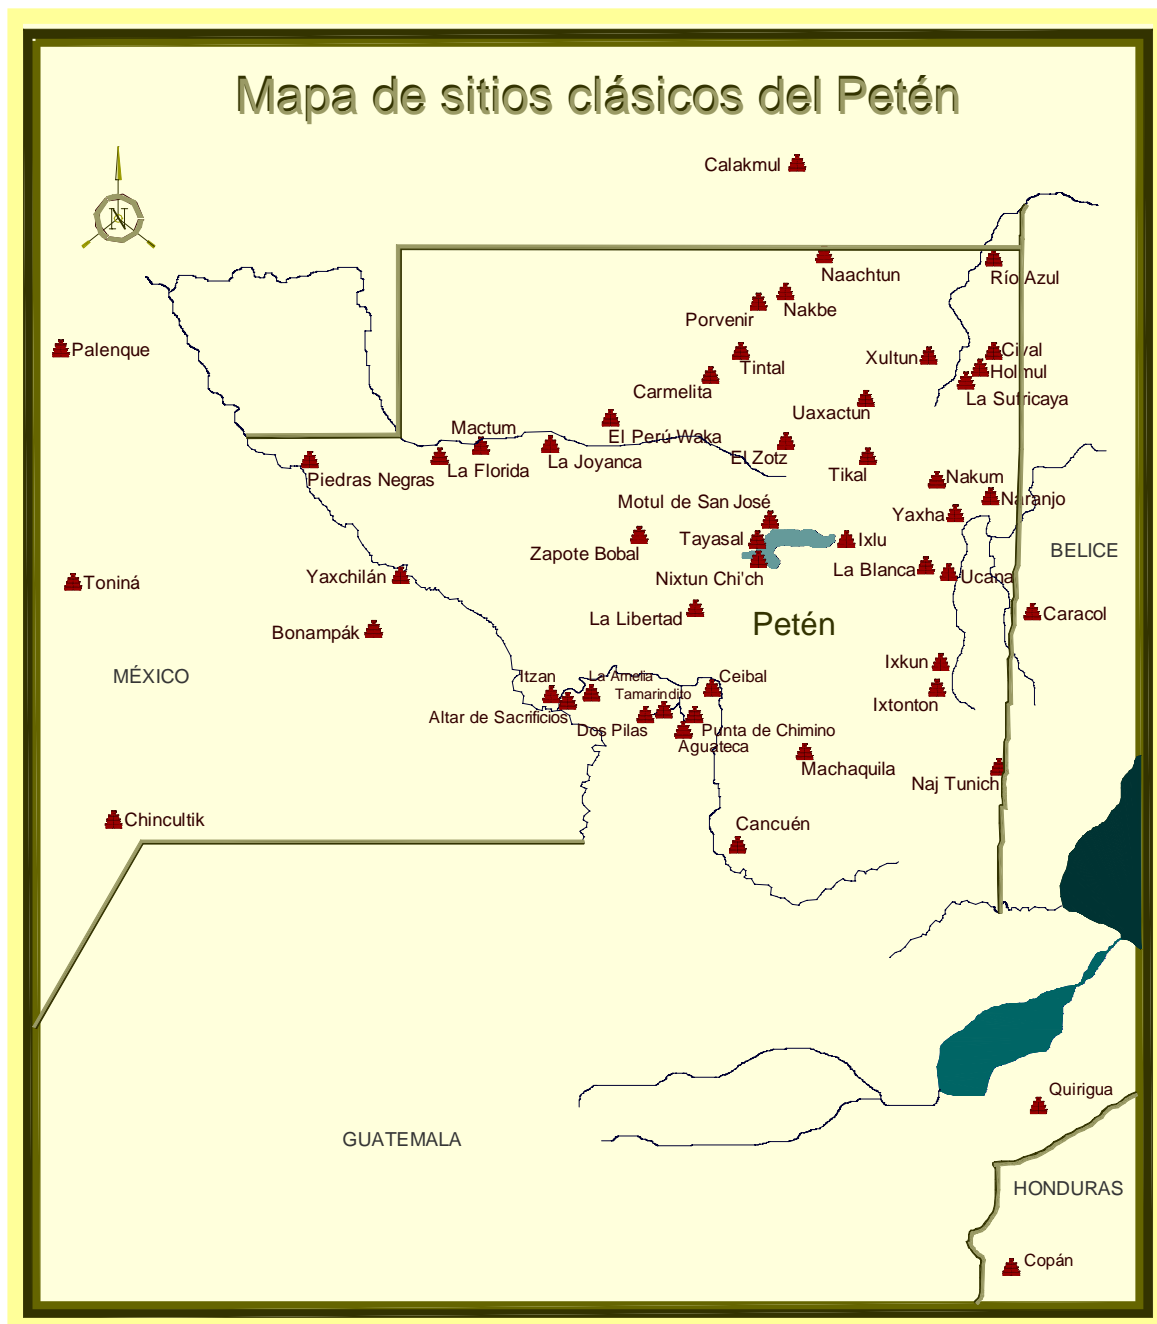 Mapa de sitios clásicos del Petén
Calakmul
N
Naachtun
Río Azul
Nakbe
Porvenir
Palenque
Cival
Xultun
Tintal
Holmul
Carmelita
La Sufricaya
Uaxactun
Mactum
El Perú Waka
El Zotz
La Joyanca
La Florida
Tikal
Piedras Negras
Nakum
Naranjo
Motul de San José
Yaxha
Tayasal
Ixlu
Zapote Bobal
BELICE
La Blanca
Yaxchilán
Ucana
Nixtun Chi'ch
Toniná
Caracol
La Libertad
Petén
Bonampák
Ixkun
MÉXICO
Itzan
La Amelia
Ceibal
Tamarindito
Ixtonton
Altar de Sacrificios
Dos Pilas
Punta de Chimino
Aguateca
Machaquila
Naj Tunich
Chincultik
Cancuén
Quirigua
GUATEMALA
HONDURAS
Copán